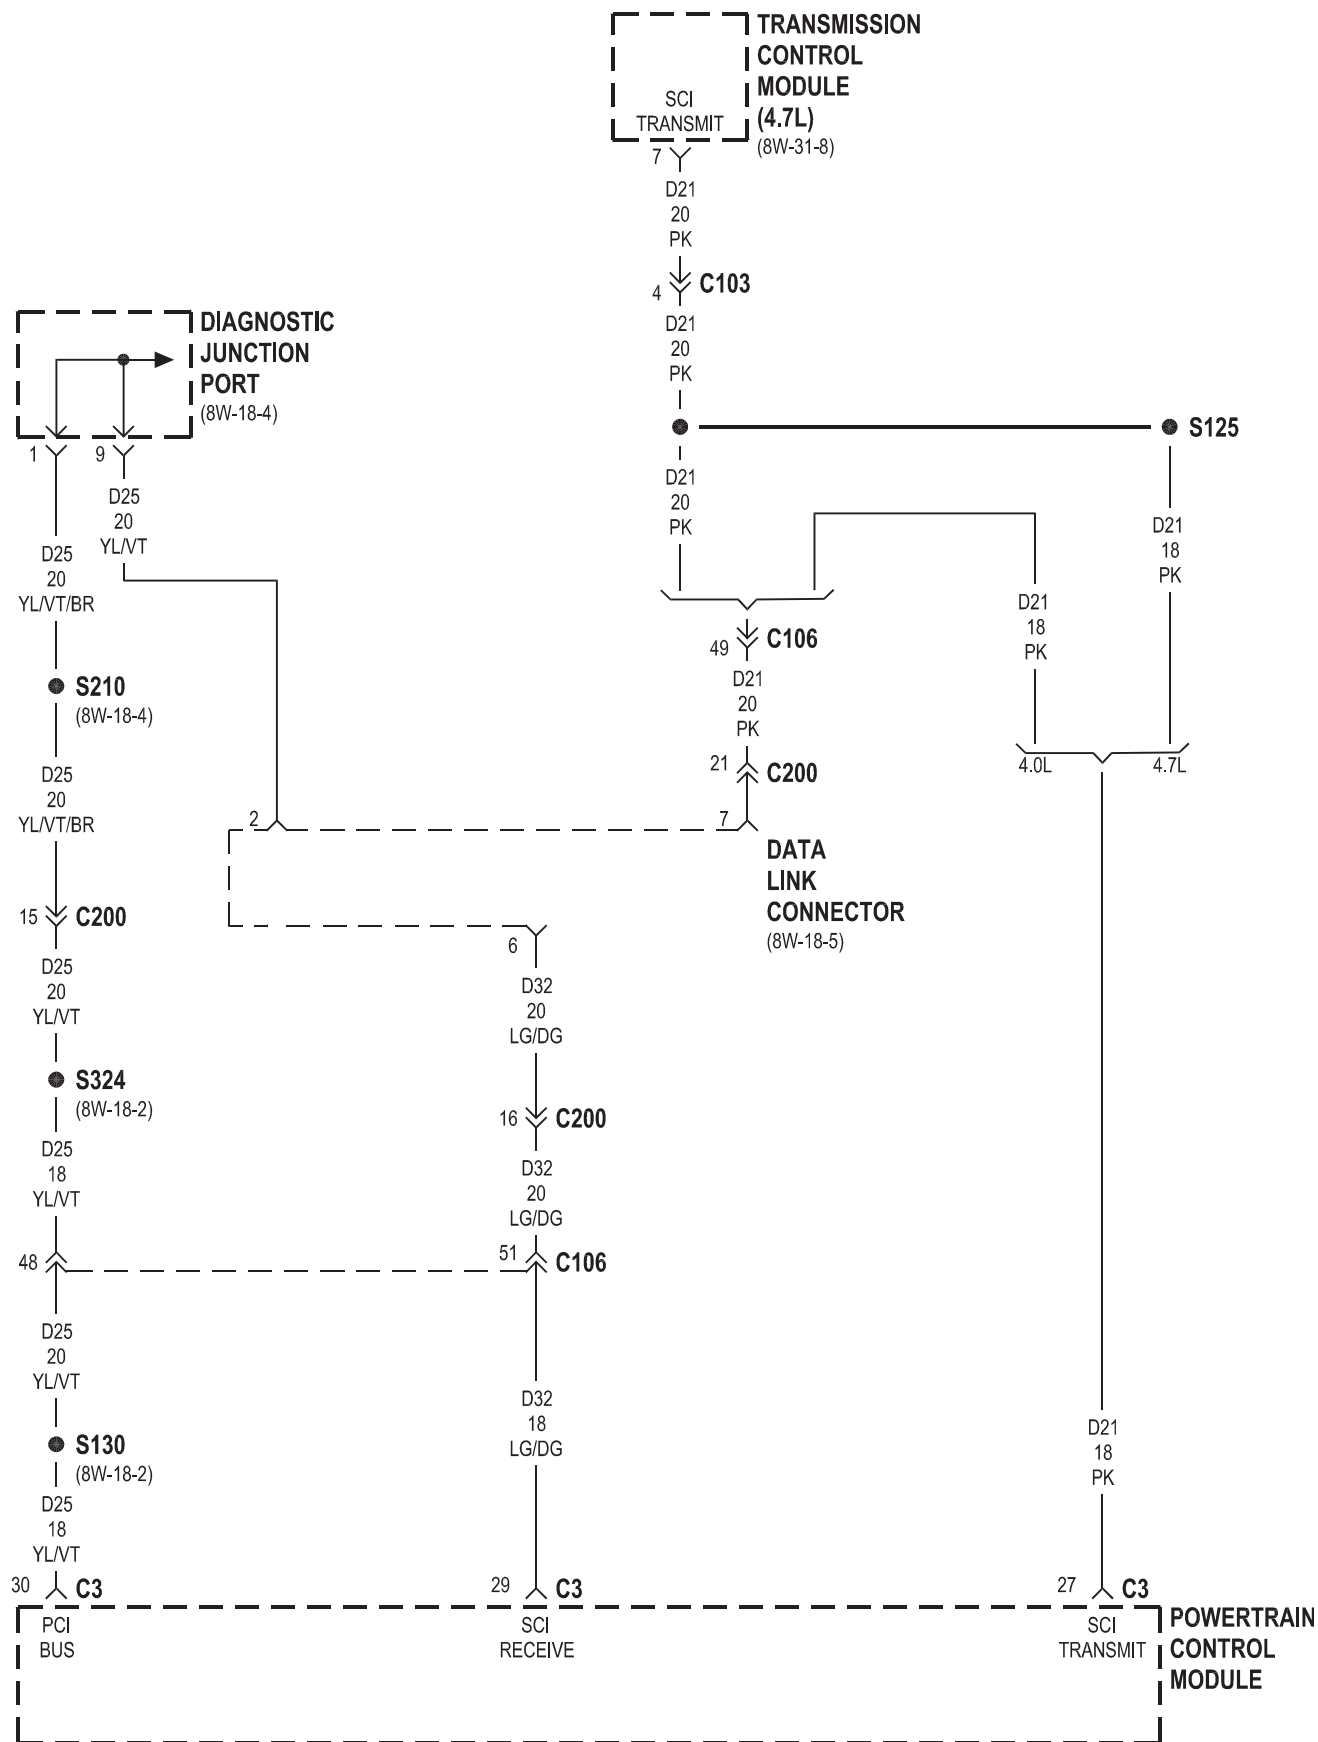 TRANSMISSION
CONTROL
MODULE
(4.7L)
(8W-31-8)
SCI
TRANSMIT
7
D21
20
PK
4
C103
D21
20
PK
S125
D21
20
PK
D21
18
PK
D21
18
PK
4.0L
4.7L
49
C106
D21
20
PK
21
C200
7
DATA
LINK
CONNECTOR
(8W-18-5)
DIAGNOSTIC
JUNCTION
PORT
(8W-18-4)
1
9
D25
20
YL/VT
2
D25
20
YL/VT/BR
S210
(8W-18-4)
D25
20
YL/VT/BR
15
C200
D25
20
YL/VT
S324
(8W-18-2)
D25
18
YL/VT
48
D25
20
YL/VT
S130
(8W-18-2)
D25
18
YL/VT
30
C3
6
D32
20
LG/DG
16
C200
D32
20
LG/DG
51
C106
D32
18
LG/DG
29
C3
D21
18
PK
27
C3
PCI
BUS
SCI
RECEIVE
SCI
TRANSMIT
POWERTRAIN
CONTROL
MODULE